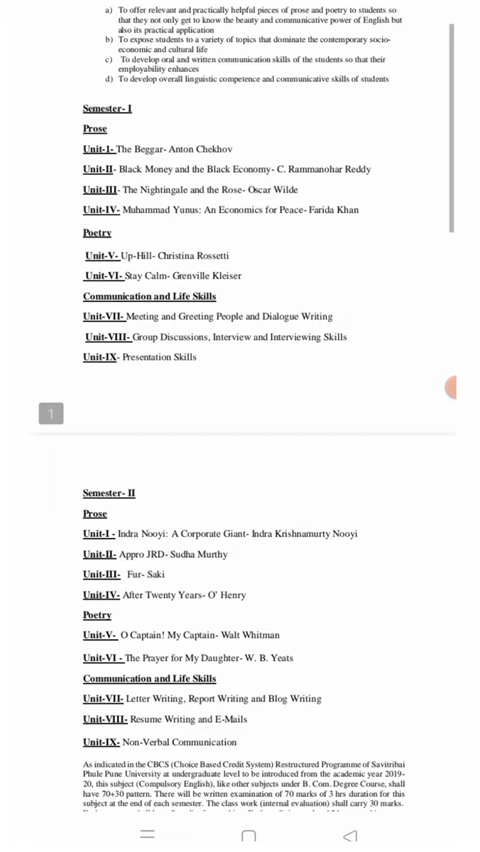 a) To offer relevant and practically helpful pieces of prose and poetry to students so
that they not only get to know the beauty and communicative power of English but
also its practical application
b) To expose students to a variety of topics that dominate the contemporary socio-
economic and cultural life
c) To develop oral and written communication skills of the students so that their
employability enhances
d) To develop overall linguistic competence and communicative skills of students
Semester- I
Prose
Unit-1- The Beggar- Anton Chekhov
Unit-II- Black Money and the Black Economy- C. Rammanohar Reddy
Unit-III- The Nightingale and the Rose- Oscar Wilde
Unit-IV- Muhammad Yunus: An Economics for Peace- Farida Khan
Poetry
Unit-V- Up-Hill- Christina Rossetti
Unit-VI- Stay Calm- Grenville Kleiser
Communication and Life Skills
Unit-VII- Meeting and Greeting People and Dialogue Writing
Unit-VIII- Group Discussions, Interview and Interviewing Skills
Unit-IX- Presentation Skills
1
Semester- II
Prose
Unit-I - Indra Nooyi: A Corporate Giant- Indra Krishnamurty Nooyi
Unit-II- Appro JRD- Sudha Murthy
Unit-III- Fur- Saki
Unit-IV- After Twenty Years- O' Henry
Poetry
Unit-V- O Captain! My Captain- Walt Whitman
Unit-VI - The Prayer for My Daughter- W. B. Yeats
Communication and Life Skills
Unit-VII- Letter Writing, Report Writing and Blog Writing
Unit-VIII- Resume Writing and E-Mails
Unit-IX- Non-Verbal Communication
As indicated in the CBCS (Choice Based Credit System) Restructured Programme of Savitribai
Phule Pune University at undergraduate level to be introduced from the academic year 2019-
20, this subject (Compulsory English), like other subjects under B. Com. Degree Course, shall
have 70+30 pattern. There will be written examination of 70 marks of 3 hrs duration for this
subject at the end of each semester. The class work (internal evaluation) shall carry 30 marks.